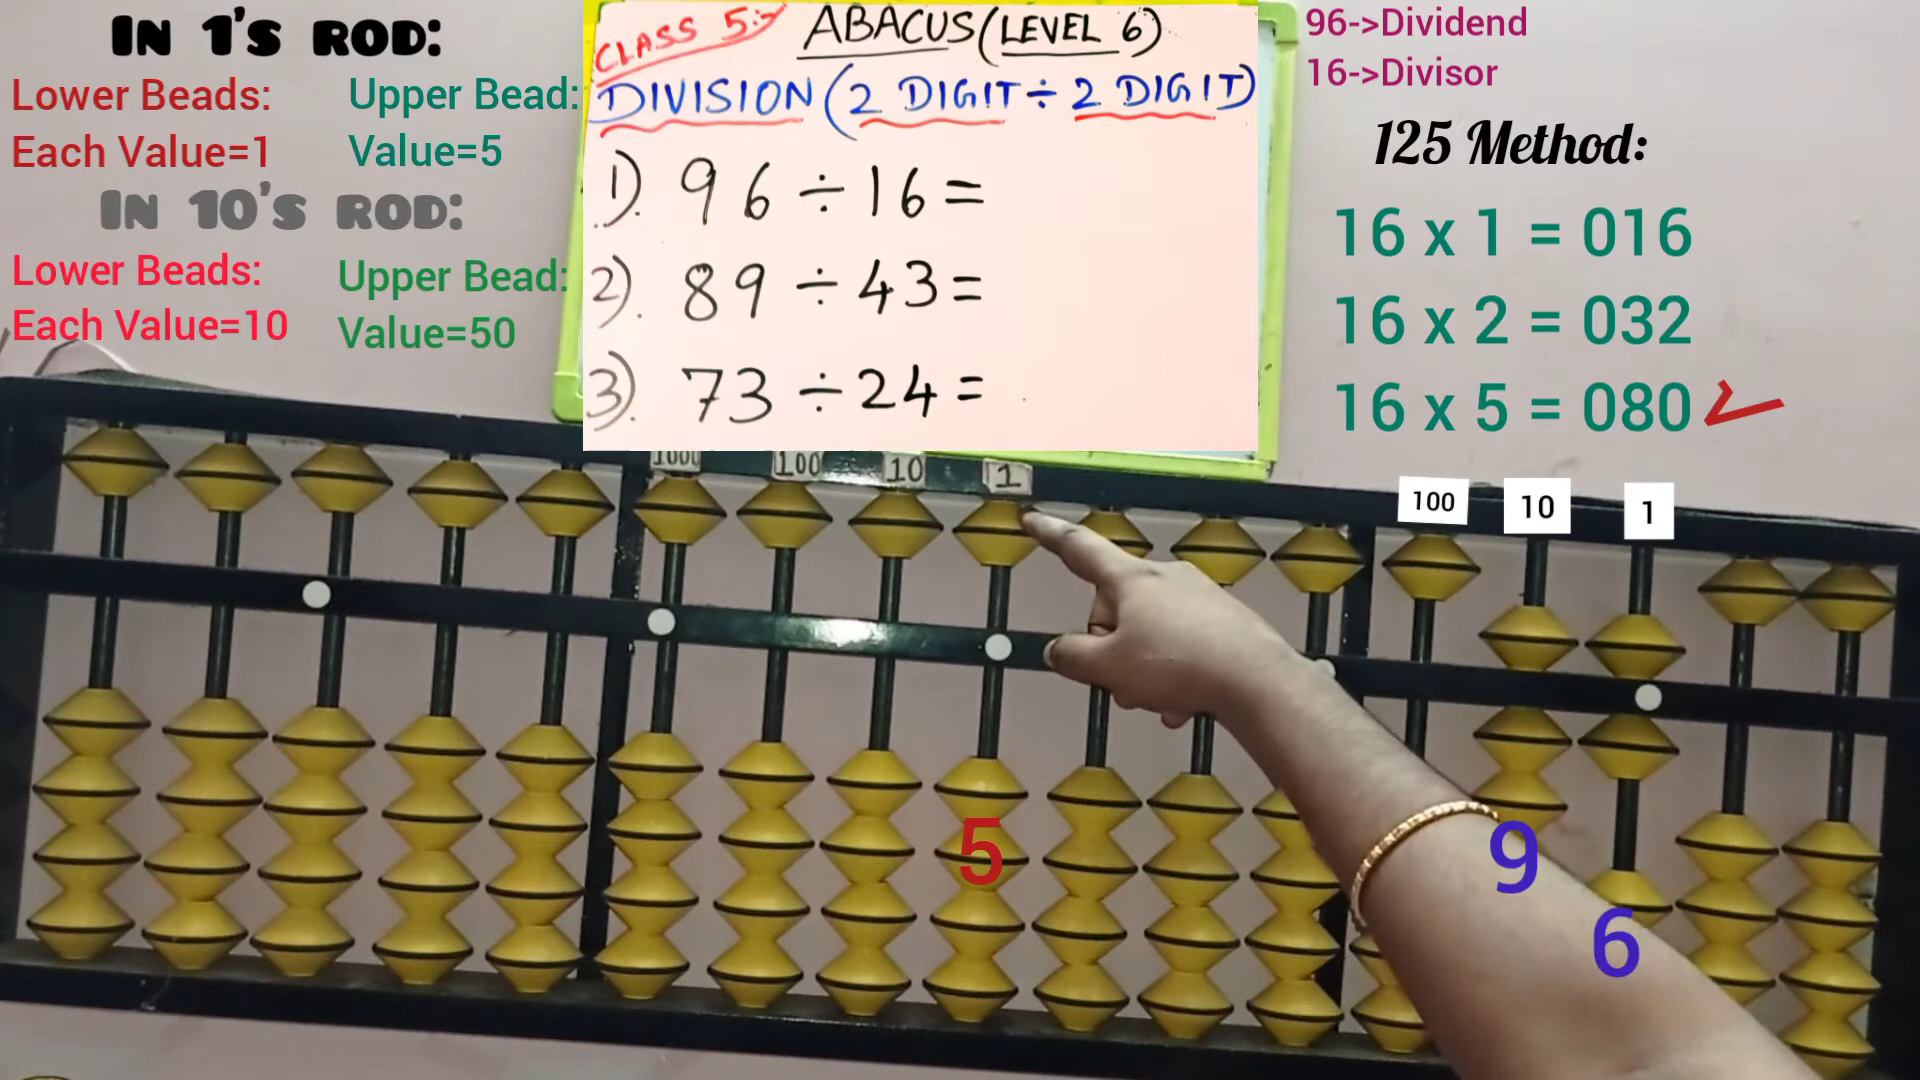 In 1's rod:
Lower Beads:
Each Value=1
Upper Bead:
Value=5
In 10's rod:
Lower Beads:
Each Value=10
Upper Bead:
Value=50
CLASS 5:-
ABACUS (LEVEL 6)
DIVISION (2 DIGIT ÷ 2 DIGIT)
1). 96 ÷ 16 =
2). 89 ÷ 43 =
3). 73 ÷ 24 =
96->Dividend
16->Divisor
125 Method:
16 x 1 = 016
16 x 2 = 032
16 x 5 = 080
1000 100 10 1
100 10 1
5
9
6